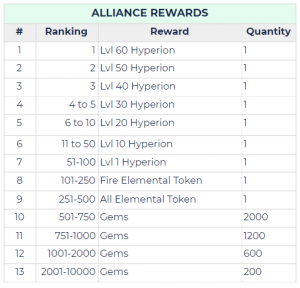 ALLIANCE REWARDS
# Ranking Reward Quantity
1 1 Lvl 60 Hyperion 1
2 2 Lvl 50 Hyperion 1
3 3 Lvl 40 Hyperion 1
4 4 to 5 Lvl 30 Hyperion 1
5 6 to 10 Lvl 20 Hyperion 1
6 11 to 50 Lvl 10 Hyperion 1
7 51-100 Lvl 1 Hyperion 1
8 101-250 Fire Elemental Token 1
9 251-500 All Elemental Token 1
10 501-750 Gems 2000
11 751-1000 Gems 1200
12 1001-2000 Gems 600
13 2001-10000 Gems 200